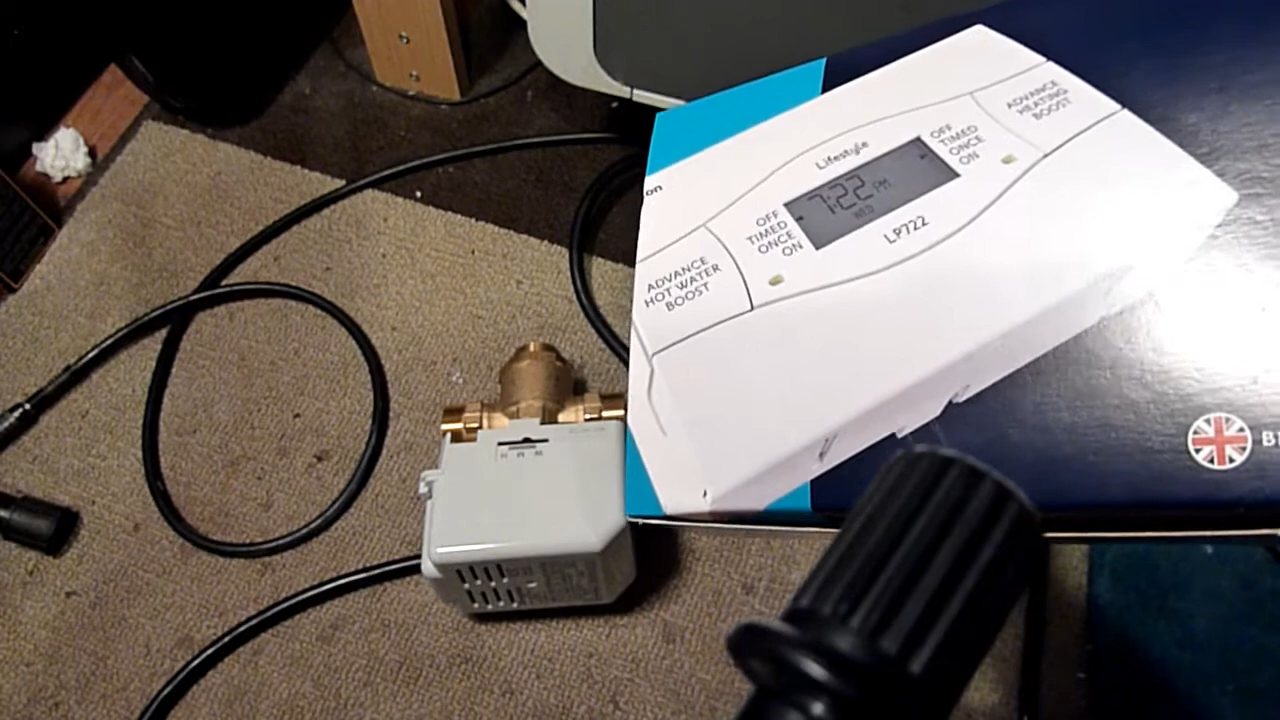 on
Lifestyle
7:22 PM
WED
LP722
OFF
TIMED
ONCE
ON
OFF
TIMED
ONCE
ON
ADVANCE
HEATING
BOOST
ADVANCE
HOT WATER
BOOST
H M W